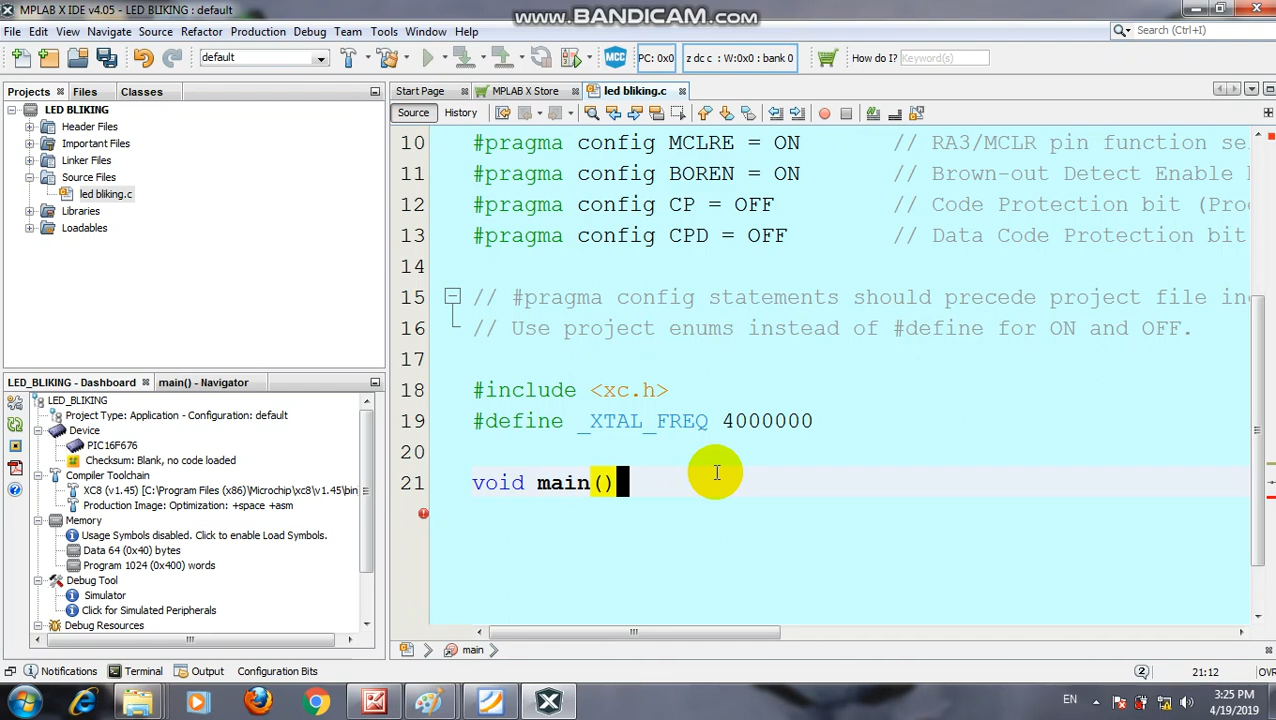 MPLAB X IDE v4.05 - LED BLIKING : default
www.BANDICAM.com
File Edit View Navigate Source Refactor Production Debug Team Tools Window Help
Search (Ctrl+I)
default
MCC
PC: 0x0
z dc c : W:0x0 : bank 0
How do I?
Keyword(s)
Projects Files Classes
Start Page MPLAB X Store led bliking.c
LED BLIKING
Source History
Header Files
Important Files
Linker Files
Source Files
led bliking.c
Libraries
Loadables
10 #pragma config MCLRE = ON // RA3/MCLR pin function se
11 #pragma config BOREN = ON // Brown-out Detect Enable
12 #pragma config CP = OFF // Code Protection bit (Pro
13 #pragma config CPD = OFF // Data Code Protection bit
14
15 // #pragma config statements should precede project file in
16 // Use project enums instead of #define for ON and OFF.
17
18 #include <xc.h>
19 #define _XTAL_FREQ 4000000
20
21 void main()
LED_BLIKING - Dashboard main() - Navigator
LED_BLIKING
Project Type: Application - Configuration: default
Device
PIC16F676
Checksum: Blank, no code loaded
Compiler Toolchain
XC8 (v1.45) [C:\Program Files (x86)\Microchip\xc8\v1.45\bin
Production Image: Optimization: +space +asm
Memory
Usage Symbols disabled. Click to enable Load Symbols.
Data 64 (0x40) bytes
Program 1024 (0x400) words
Debug Tool
Simulator
Click for Simulated Peripherals
Debug Resources
main
Notifications Terminal Output Configuration Bits
21:12
EN
3:25 PM
4/19/2019